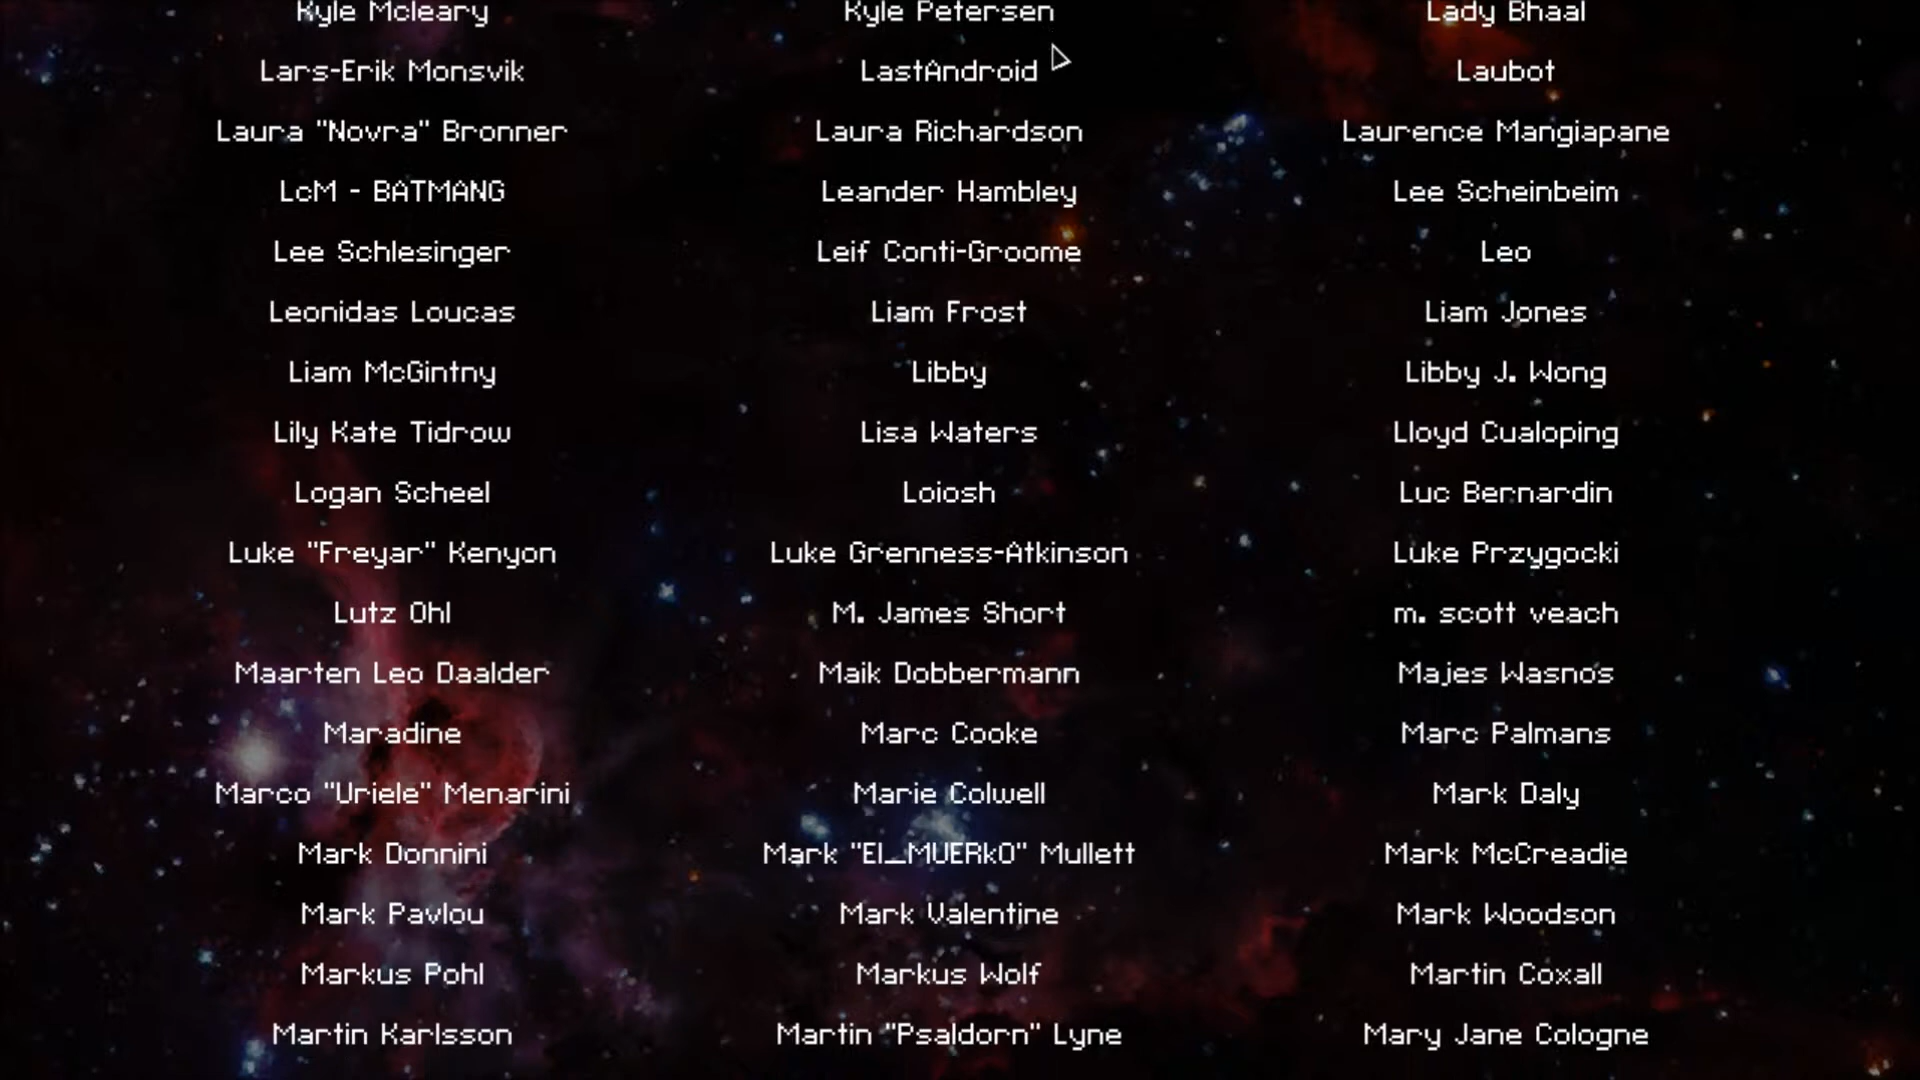 Kyle Mcleary Kyle Petersen Lady Bhaal
Lars-Erik Monsvik LastAndroid Laubot
Laura "Novra" Bronner Laura Richardson Laurence Mangiapane
LcM - BATMANG Leander Hambley Lee Scheinbeim
Lee Schlesinger Leif Conti-Groome Leo
Leonidas Loucas Liam Frost Liam Jones
Liam McGintny Libby Libby J. Wong
Lily Kate Tidrow Lisa Waters Lloyd Cualoping
Logan Scheel Loiosh Luc Bernardin
Luke "Freyar" Kenyon Luke Grenness-Atkinson Luke Przygocki
Lutz Ohl M. James Short m. scott veach
Maarten Leo Daalder Maik Dobbermann Majes Wasnos
Maradine Marc Cooke Marc Palmans
Marco "Uriele" Menarini Marie Colwell Mark Daly
Mark Donnini Mark "El_MUERkO" Mullett Mark McCreadie
Mark Pavlou Mark Valentine Mark Woodson
Markus Pohl Markus Wolf Martin Coxall
Martin Karlsson Martin "Psaldorn" Lyne Mary Jane Cologne